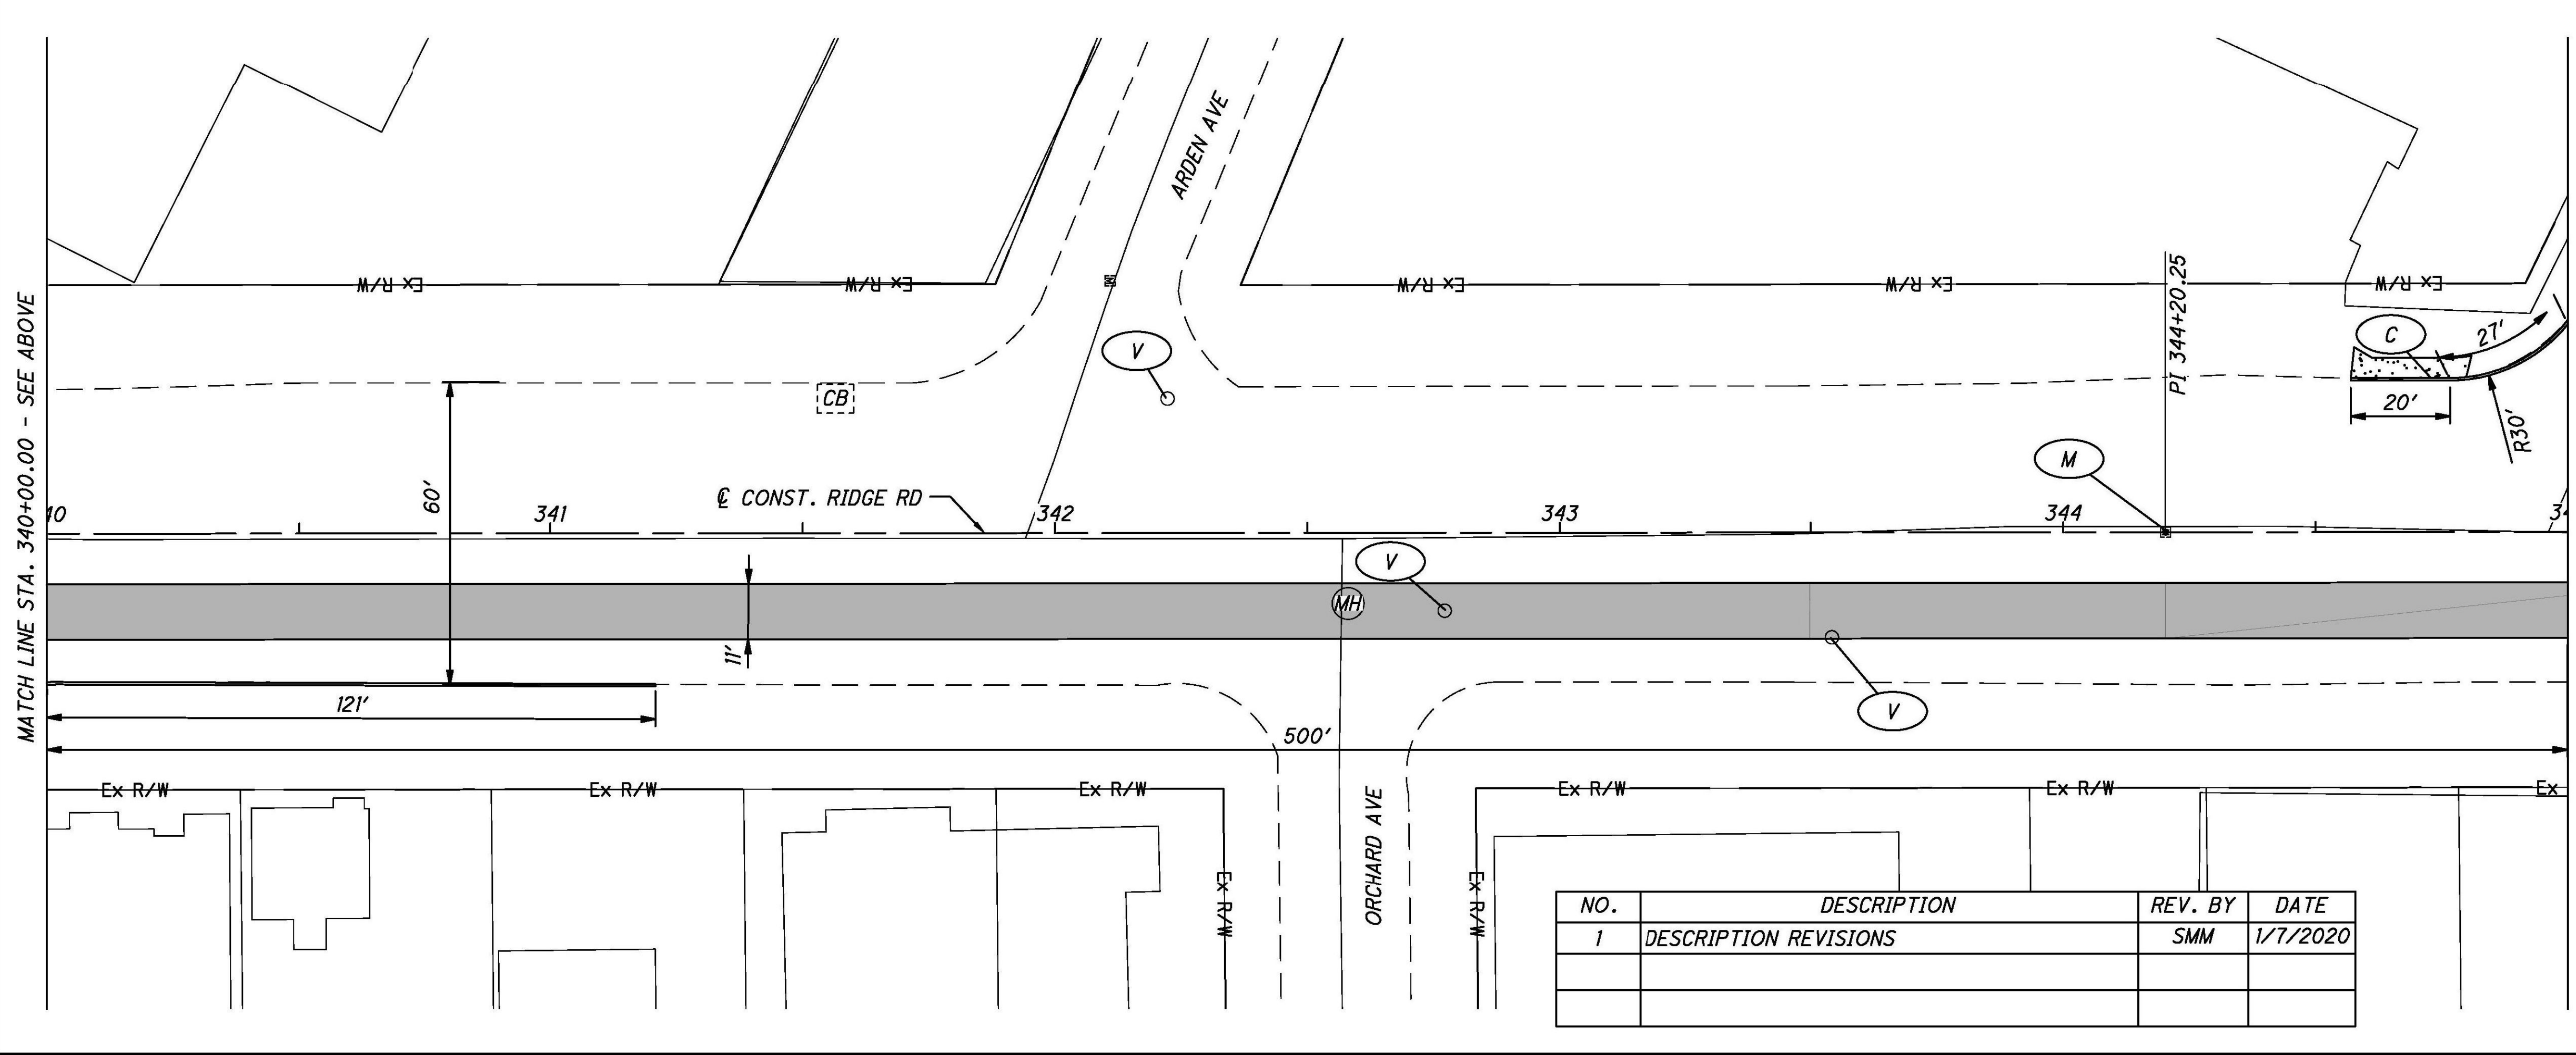 MATCH LINE STA. 340+00.00 - SEE ABOVE
ARDEN AVE
Ex R/W
Ex R/W
Ex R/W
Ex R/W
Ex R/W
PI 344+20.25
V
C
27'
CB
20'
R30'
M
60'
℄ CONST. RIDGE RD
40
341
342
343
344
34
V
MH
11'
V
121'
500'
Ex R/W
Ex R/W
Ex R/W
Ex R/W
Ex R/W
Ex
Ex R/W
ORCHARD AVE
Ex R/W
NO. DESCRIPTION REV. BY DATE
1 DESCRIPTION REVISIONS SMM 1/7/2020